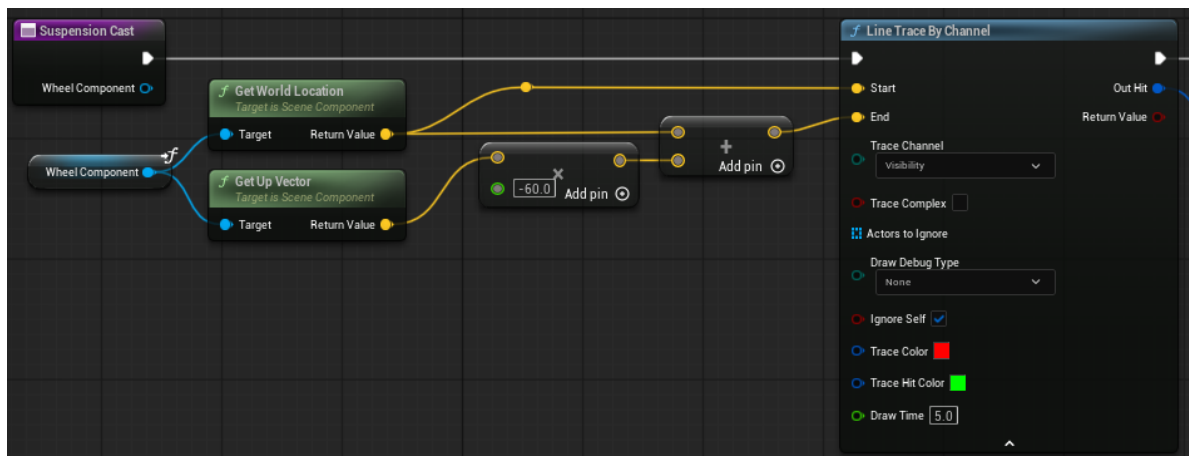 Suspension Cast
Wheel Component
Get World Location
Target is Scene Component
Target
Return Value
Wheel Component
Get Up Vector
Target is Scene Component
Target
Return Value
-60.0
Add pin
Add pin
Line Trace By Channel
Start
Out Hit
End
Return Value
Trace Channel
Visibility
Trace Complex
Actors to Ignore
Draw Debug Type
None
Ignore Self
Trace Color
Trace Hit Color
Draw Time
5.0